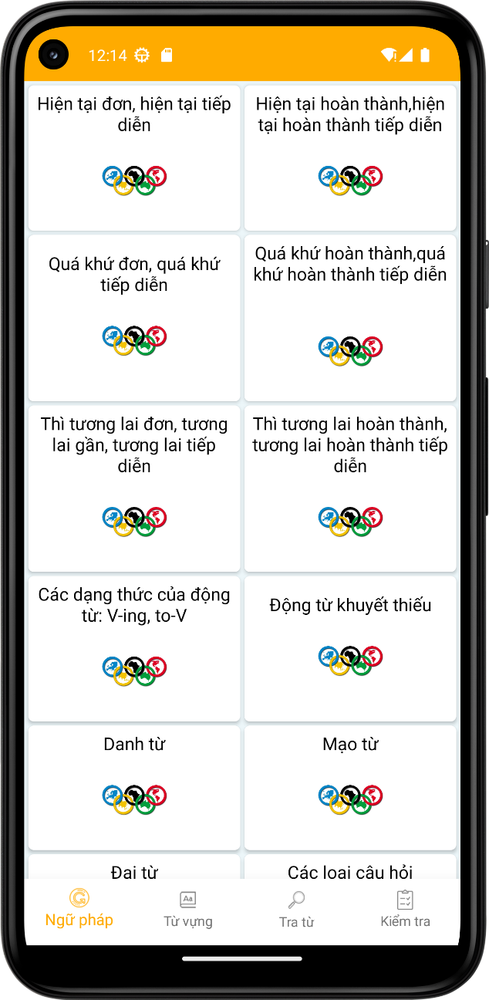 12:14
Hiện tại đơn, hiện tại tiếp
diễn
Hiện tại hoàn thành,hiện
tại hoàn thành tiếp diễn
Quá khứ đơn, quá khứ
tiếp diễn
Quá khứ hoàn thành,quá
khứ hoàn thành tiếp diễn
Thì tương lai đơn, tương
lai gần, tương lai tiếp
diễn
Thì tương lai hoàn thành,
tương lai hoàn thành tiếp
diễn
Các dạng thức của động
từ: V-ing, to-V
Động từ khuyết thiếu
Danh từ
Mạo từ
Đại từ
Các loại câu hỏi
Ngữ pháp
Aa
Từ vựng
Tra từ
Kiểm tra